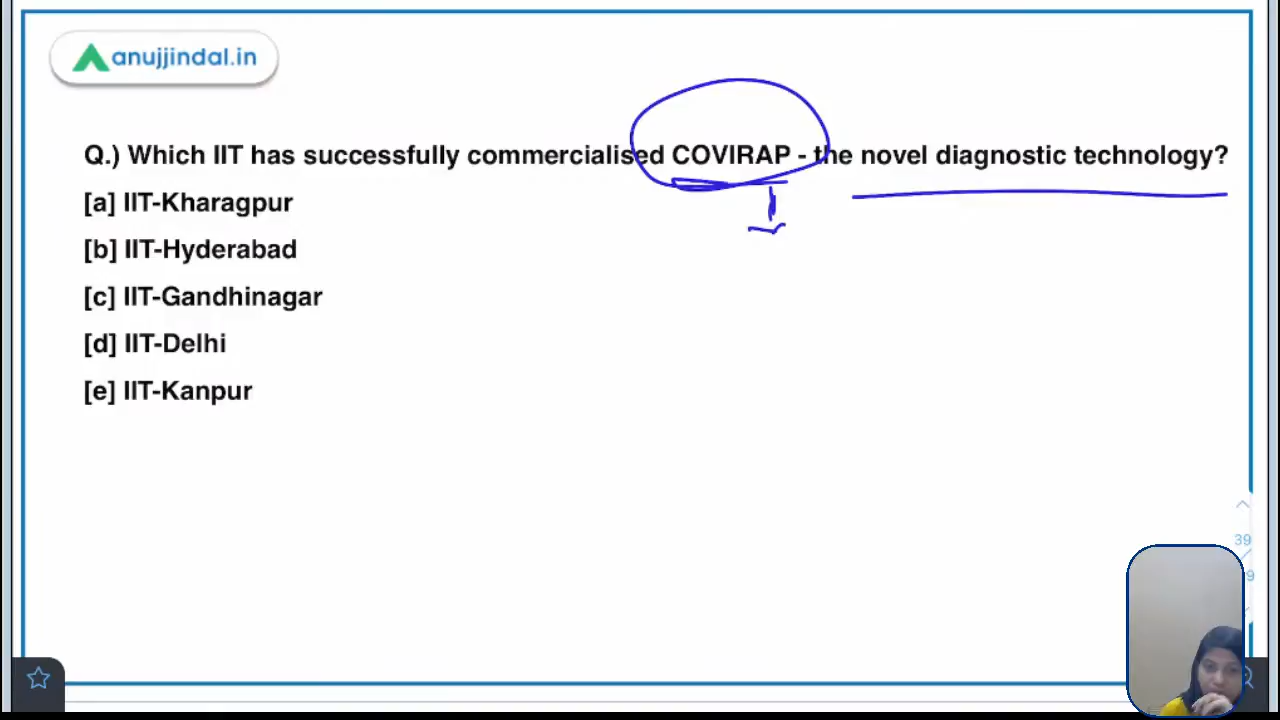 anujjindal.in
Q.) Which IIT has successfully commercialised COVIRAP - the novel diagnostic technology?
[a] IIT-Kharagpur
[b] IIT-Hyderabad
[c] IIT-Gandhinagar
[d] IIT-Delhi
[e] IIT-Kanpur
39